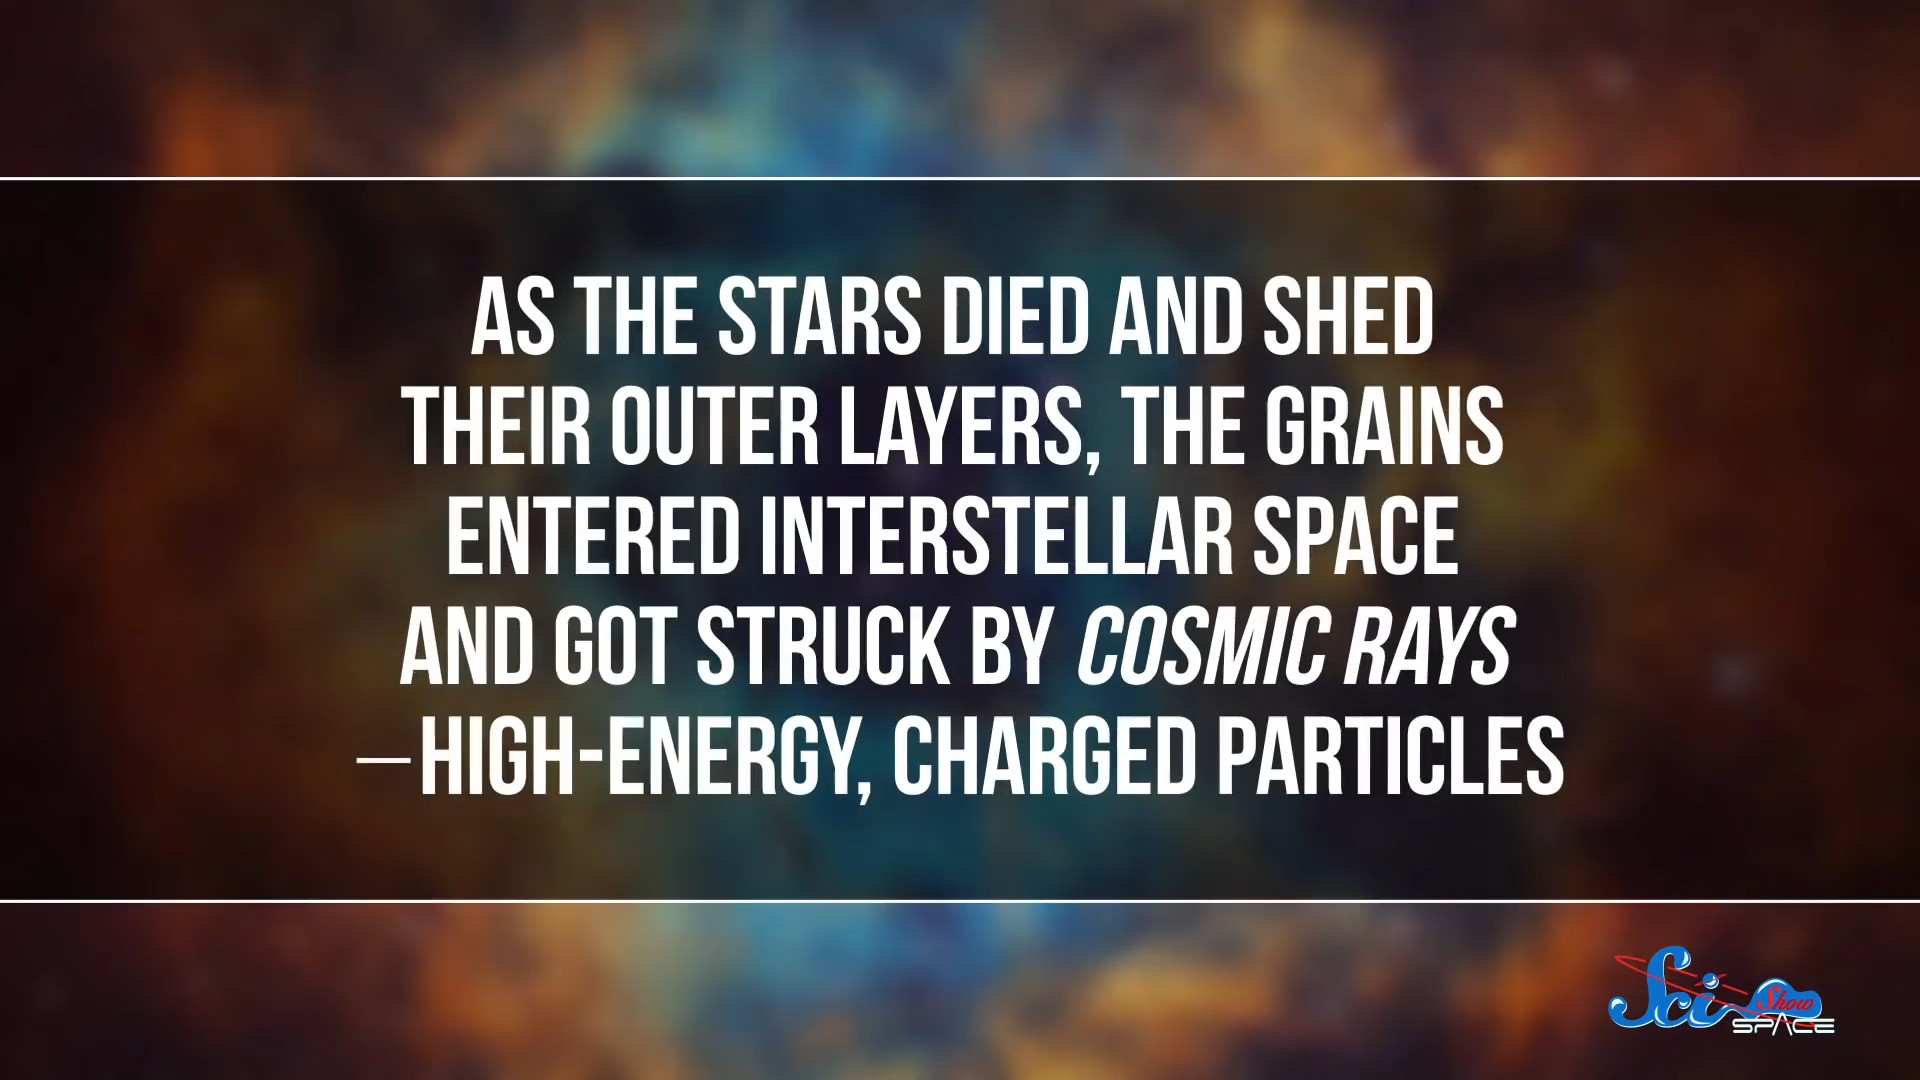 AS THE STARS DIED AND SHED
THEIR OUTER LAYERS, THE GRAINS
ENTERED INTERSTELLAR SPACE
AND GOT STRUCK BY COSMIC RAYS
—HIGH-ENERGY, CHARGED PARTICLES
Sci Show
SPACE